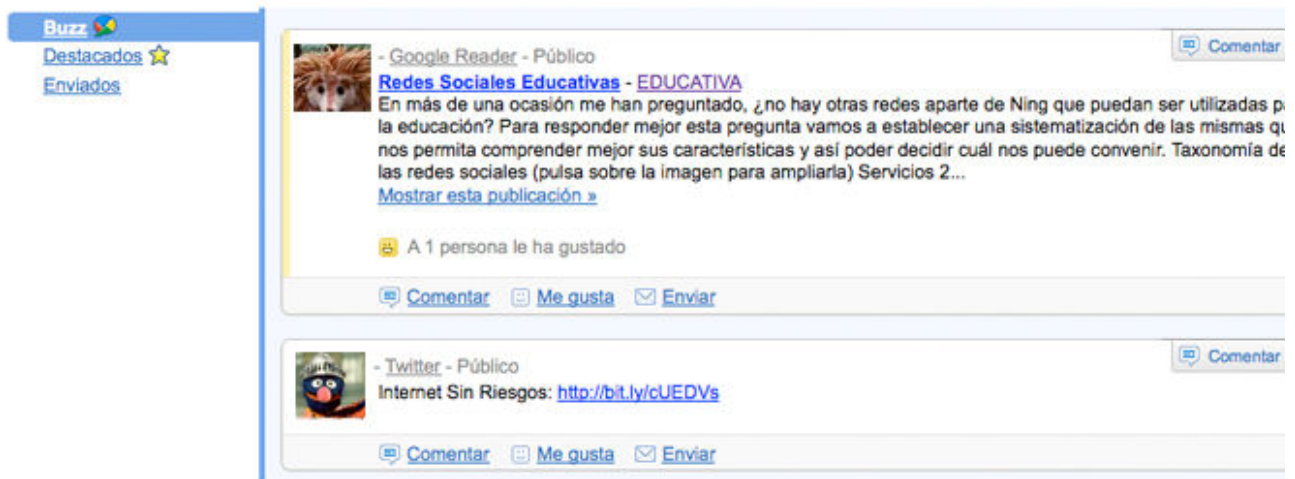 Buzz
Destacados
Enviados
- Google Reader - Público
Comentar
Redes Sociales Educativas - EDUCATIVA
En más de una ocasión me han preguntado, ¿no hay otras redes aparte de Ning que puedan ser utilizadas
la educación? Para responder mejor esta pregunta vamos a establecer una sistematización de las mismas
nos permita comprender mejor sus características y así poder decidir cuál nos puede convenir. Taxonomía de
las redes sociales (pulsa sobre la imagen para ampliarla) Servicios 2...
Mostrar esta publicación »
A 1 persona le ha gustado
Comentar Me gusta Enviar
- Twitter - Público
Comentar
Internet Sin Riesgos: http://bit.ly/cUEDVs
Comentar Me gusta Enviar